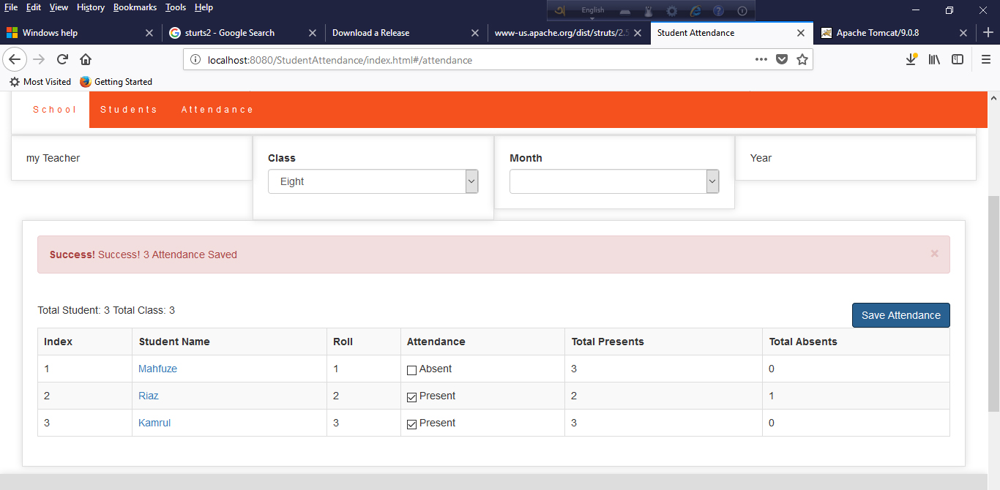 File Edit View History Bookmarks Tools Help
English
Windows help
sturts2 - Google Search
Download a Release
www-us.apache.org/dist/struts/2.5
Student Attendance
Apache Tomcat/9.0.8
localhost:8080/StudentAttendance/index.html#/attendance
Most Visited Getting Started
School Students Attendance
my Teacher
Class
Eight
Month
Year
Success! Success! 3 Attendance Saved ×
Total Student: 3 Total Class: 3
Save Attendance
Index Student Name Roll Attendance Total Presents Total Absents
1 Mahfuze 1 Absent 3 0
2 Riaz 2 Present 2 1
3 Kamrul 3 Present 3 0